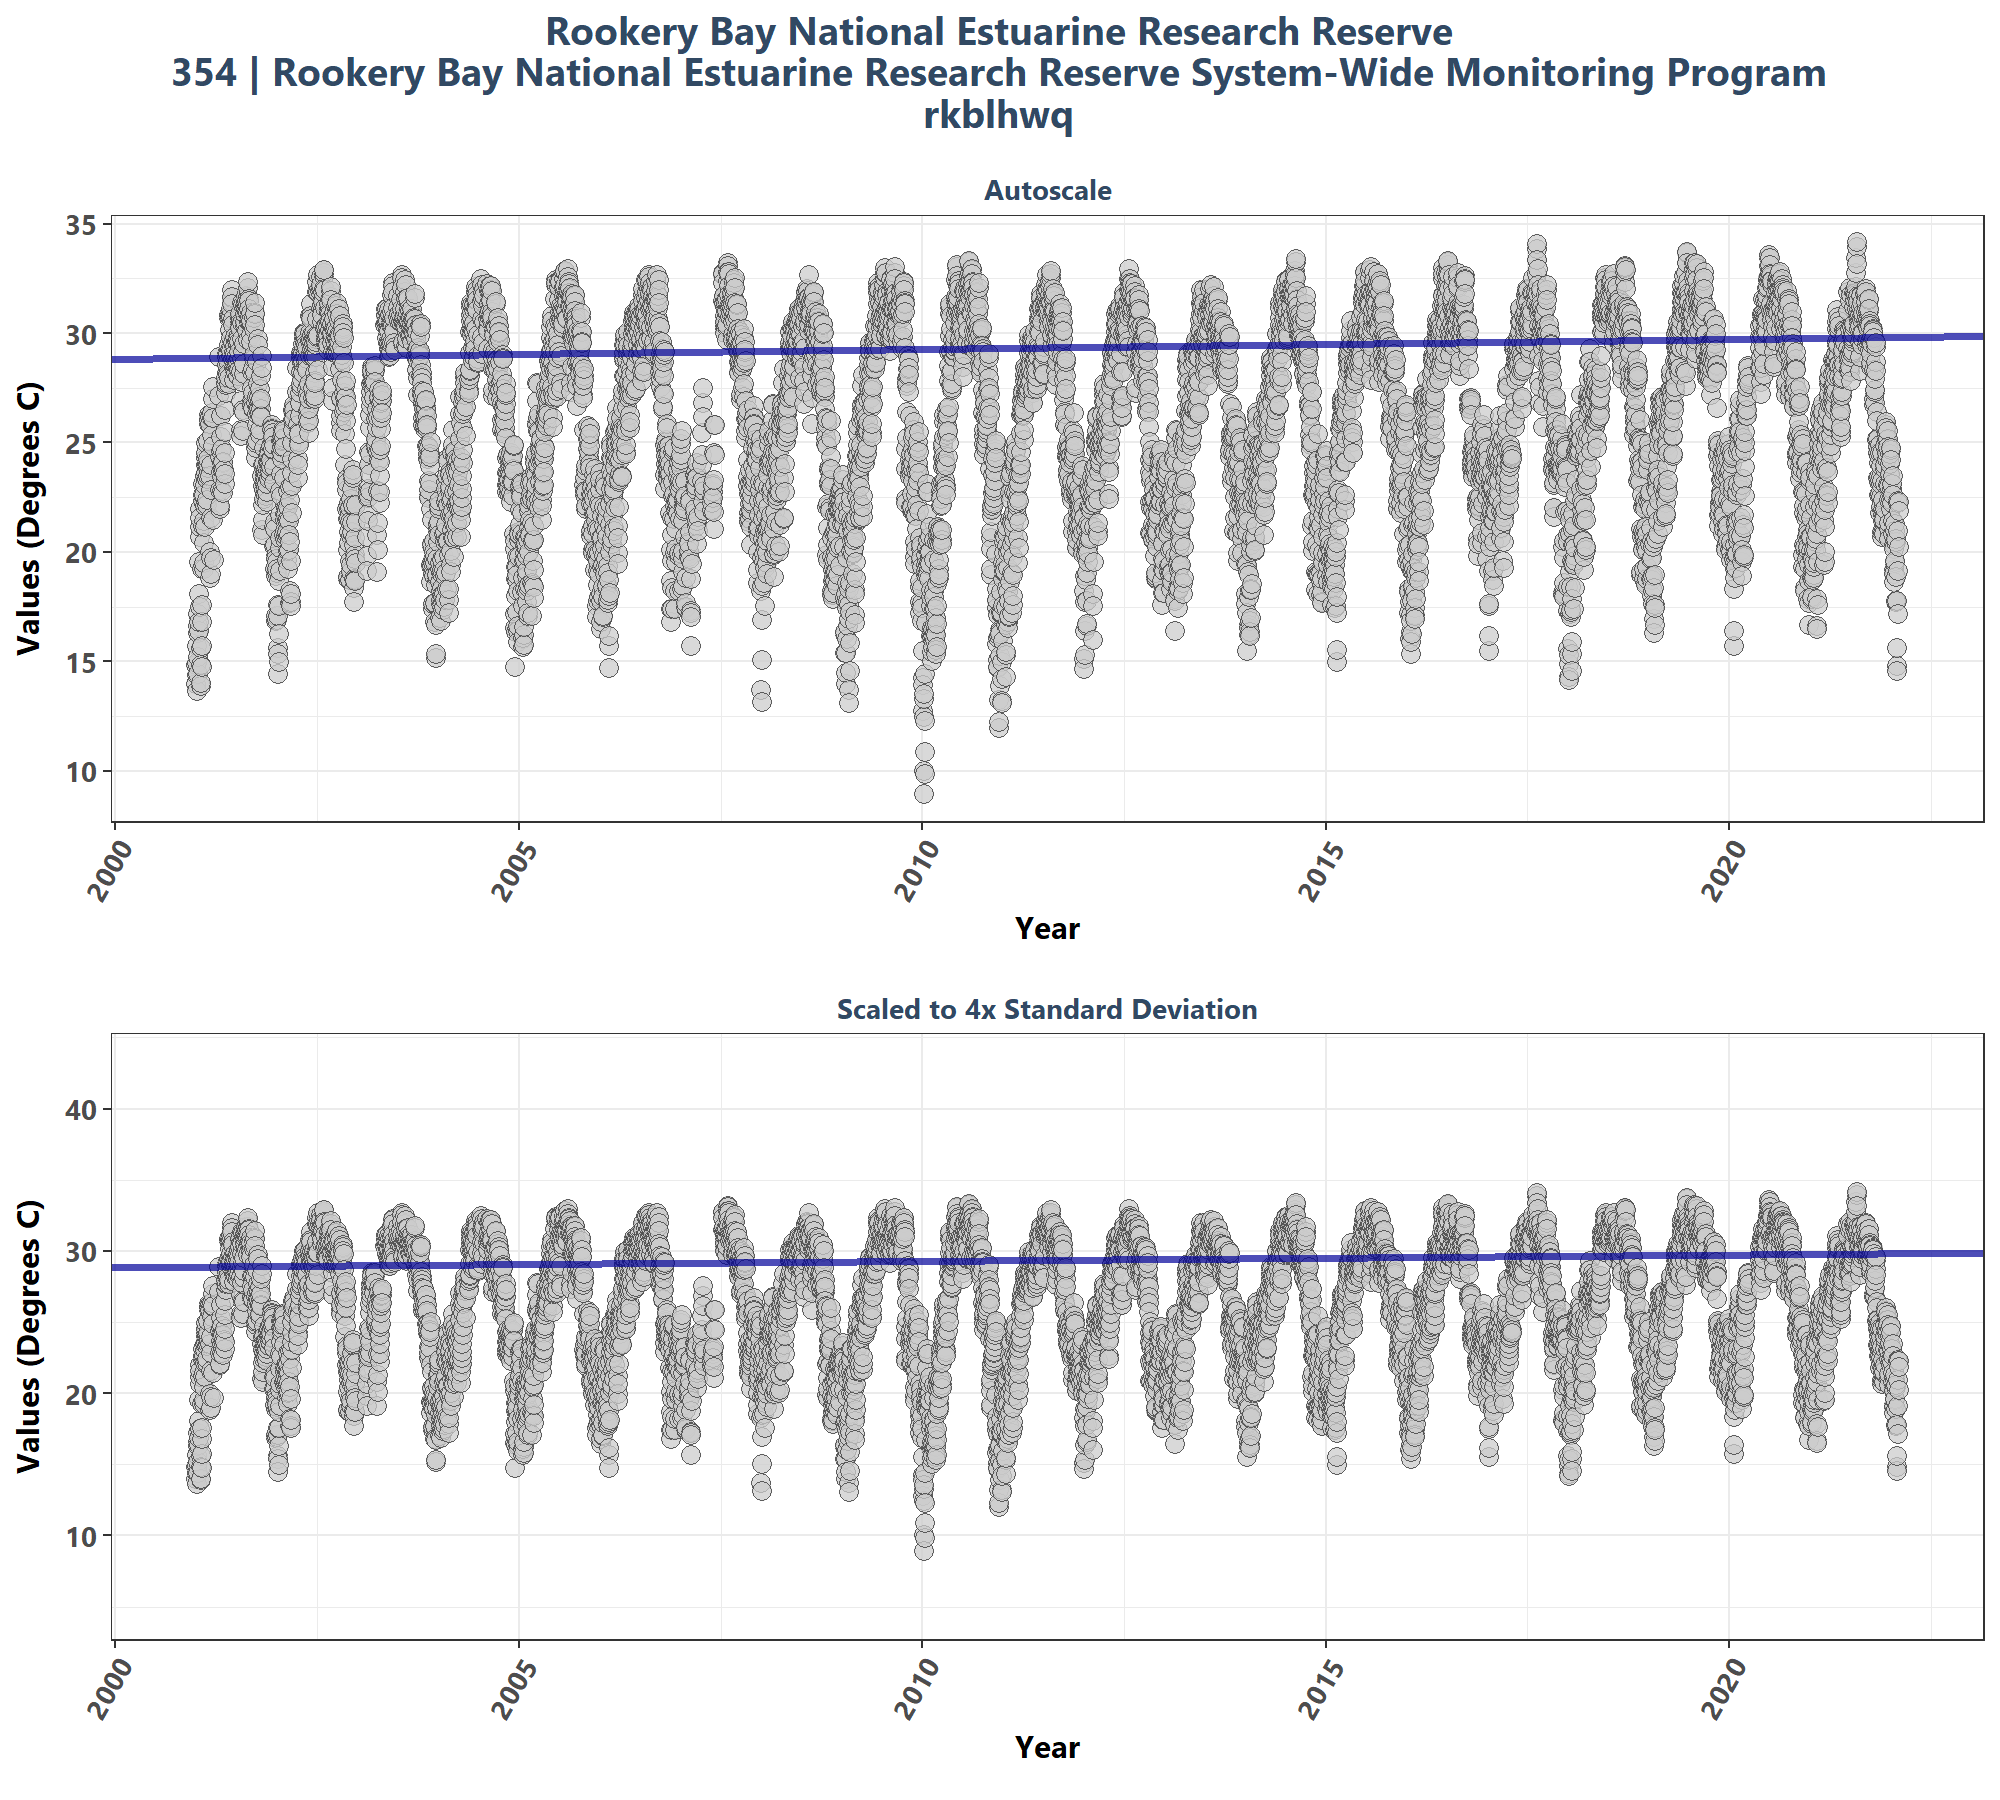 Rookery Bay National Estuarine Research Reserve
354 | Rookery Bay National Estuarine Research Reserve System-Wide Monitoring Program
rkblhwq
Autoscale
Values (Degrees C)
35
30
25
20
15
10
2000 2005 2010 2015 2020
Year
Scaled to 4x Standard Deviation
Values (Degrees C)
40
30
20
10
2000 2005 2010 2015 2020
Year